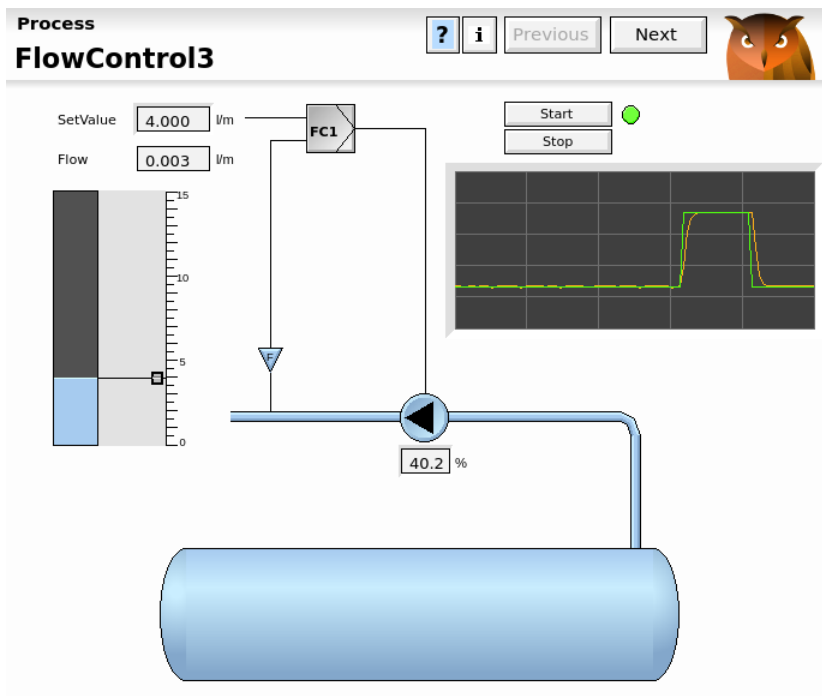 Process
FlowControl3
? i Previous Next
SetValue 4.000 l/m
FC1
Start
Flow 0.003 l/m
Stop
15
10
5
0
F
40.2 %